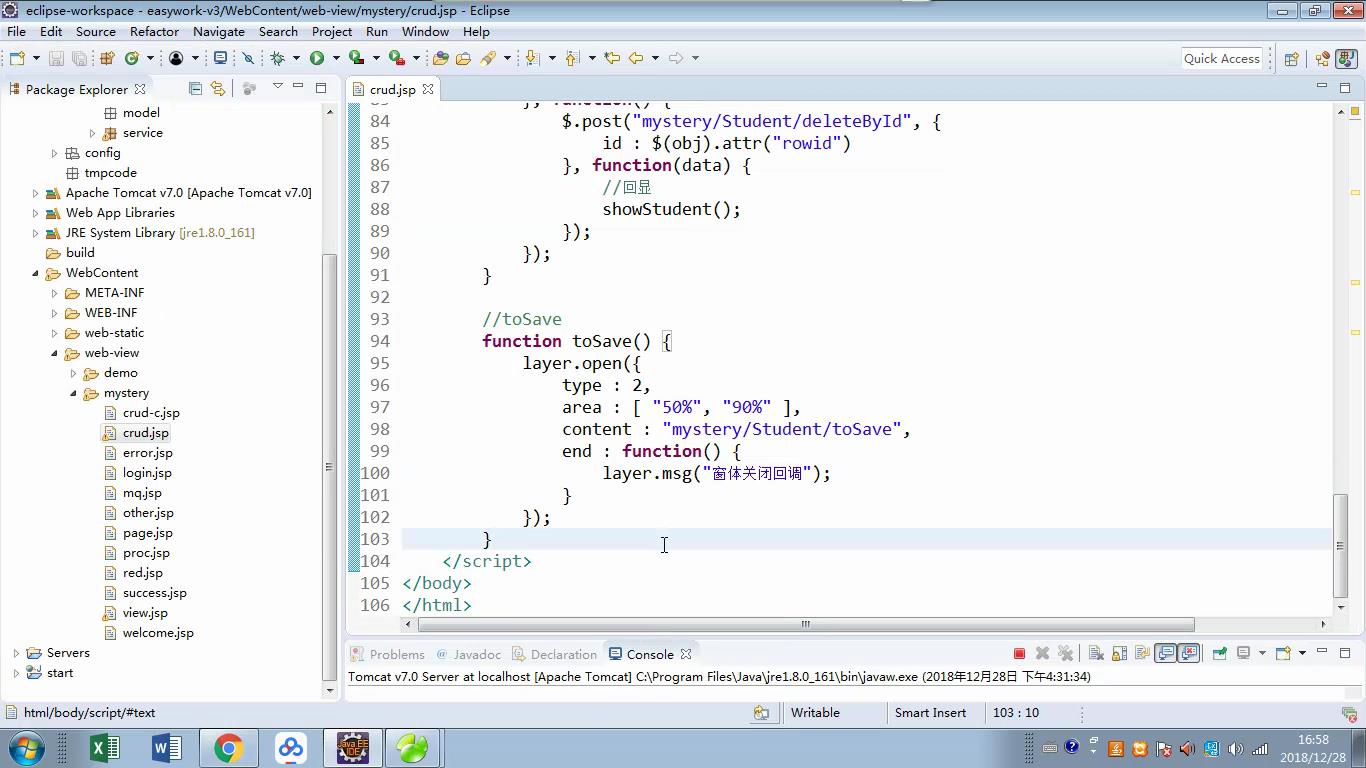 eclipse-workspace - easywork-v3/WebContent/web-view/mystery/crud.jsp - Eclipse
File Edit Source Refactor Navigate Search Project Run Window Help
Quick Access
Package Explorer
model
service
config
tmpcode
Apache Tomcat v7.0 [Apache Tomcat v7.0]
Web App Libraries
JRE System Library [jre1.8.0_161]
build
WebContent
META-INF
WEB-INF
web-static
web-view
demo
mystery
crud-c.jsp
crud.jsp
error.jsp
login.jsp
mq.jsp
other.jsp
page.jsp
proc.jsp
red.jsp
success.jsp
view.jsp
welcome.jsp
Servers
start
crud.jsp
83 }, function() {
84 $.post("mystery/Student/deleteById", {
85 id : $(obj).attr("rowid")
86 }, function(data) {
87 //回显
88 showStudent();
89 });
90 });
91 }
92
93 //toSave
94 function toSave() {
95 layer.open({
96 type : 2,
97 area : [ "50%", "90%" ],
98 content : "mystery/Student/toSave",
99 end : function() {
100 layer.msg("窗体关闭回调");
101 }
102 });
103 }
104 </script>
105 </body>
106 </html>
Problems @ Javadoc Declaration Console
Tomcat v7.0 Server at localhost [Apache Tomcat] C:\Program Files\Java\jre1.8.0_161\bin\javaw.exe (2018年12月28日 下午4:31:34)
html/body/script/#text Writable Smart Insert 103 : 10
Java EE
IDE
16:58
2018/12/28